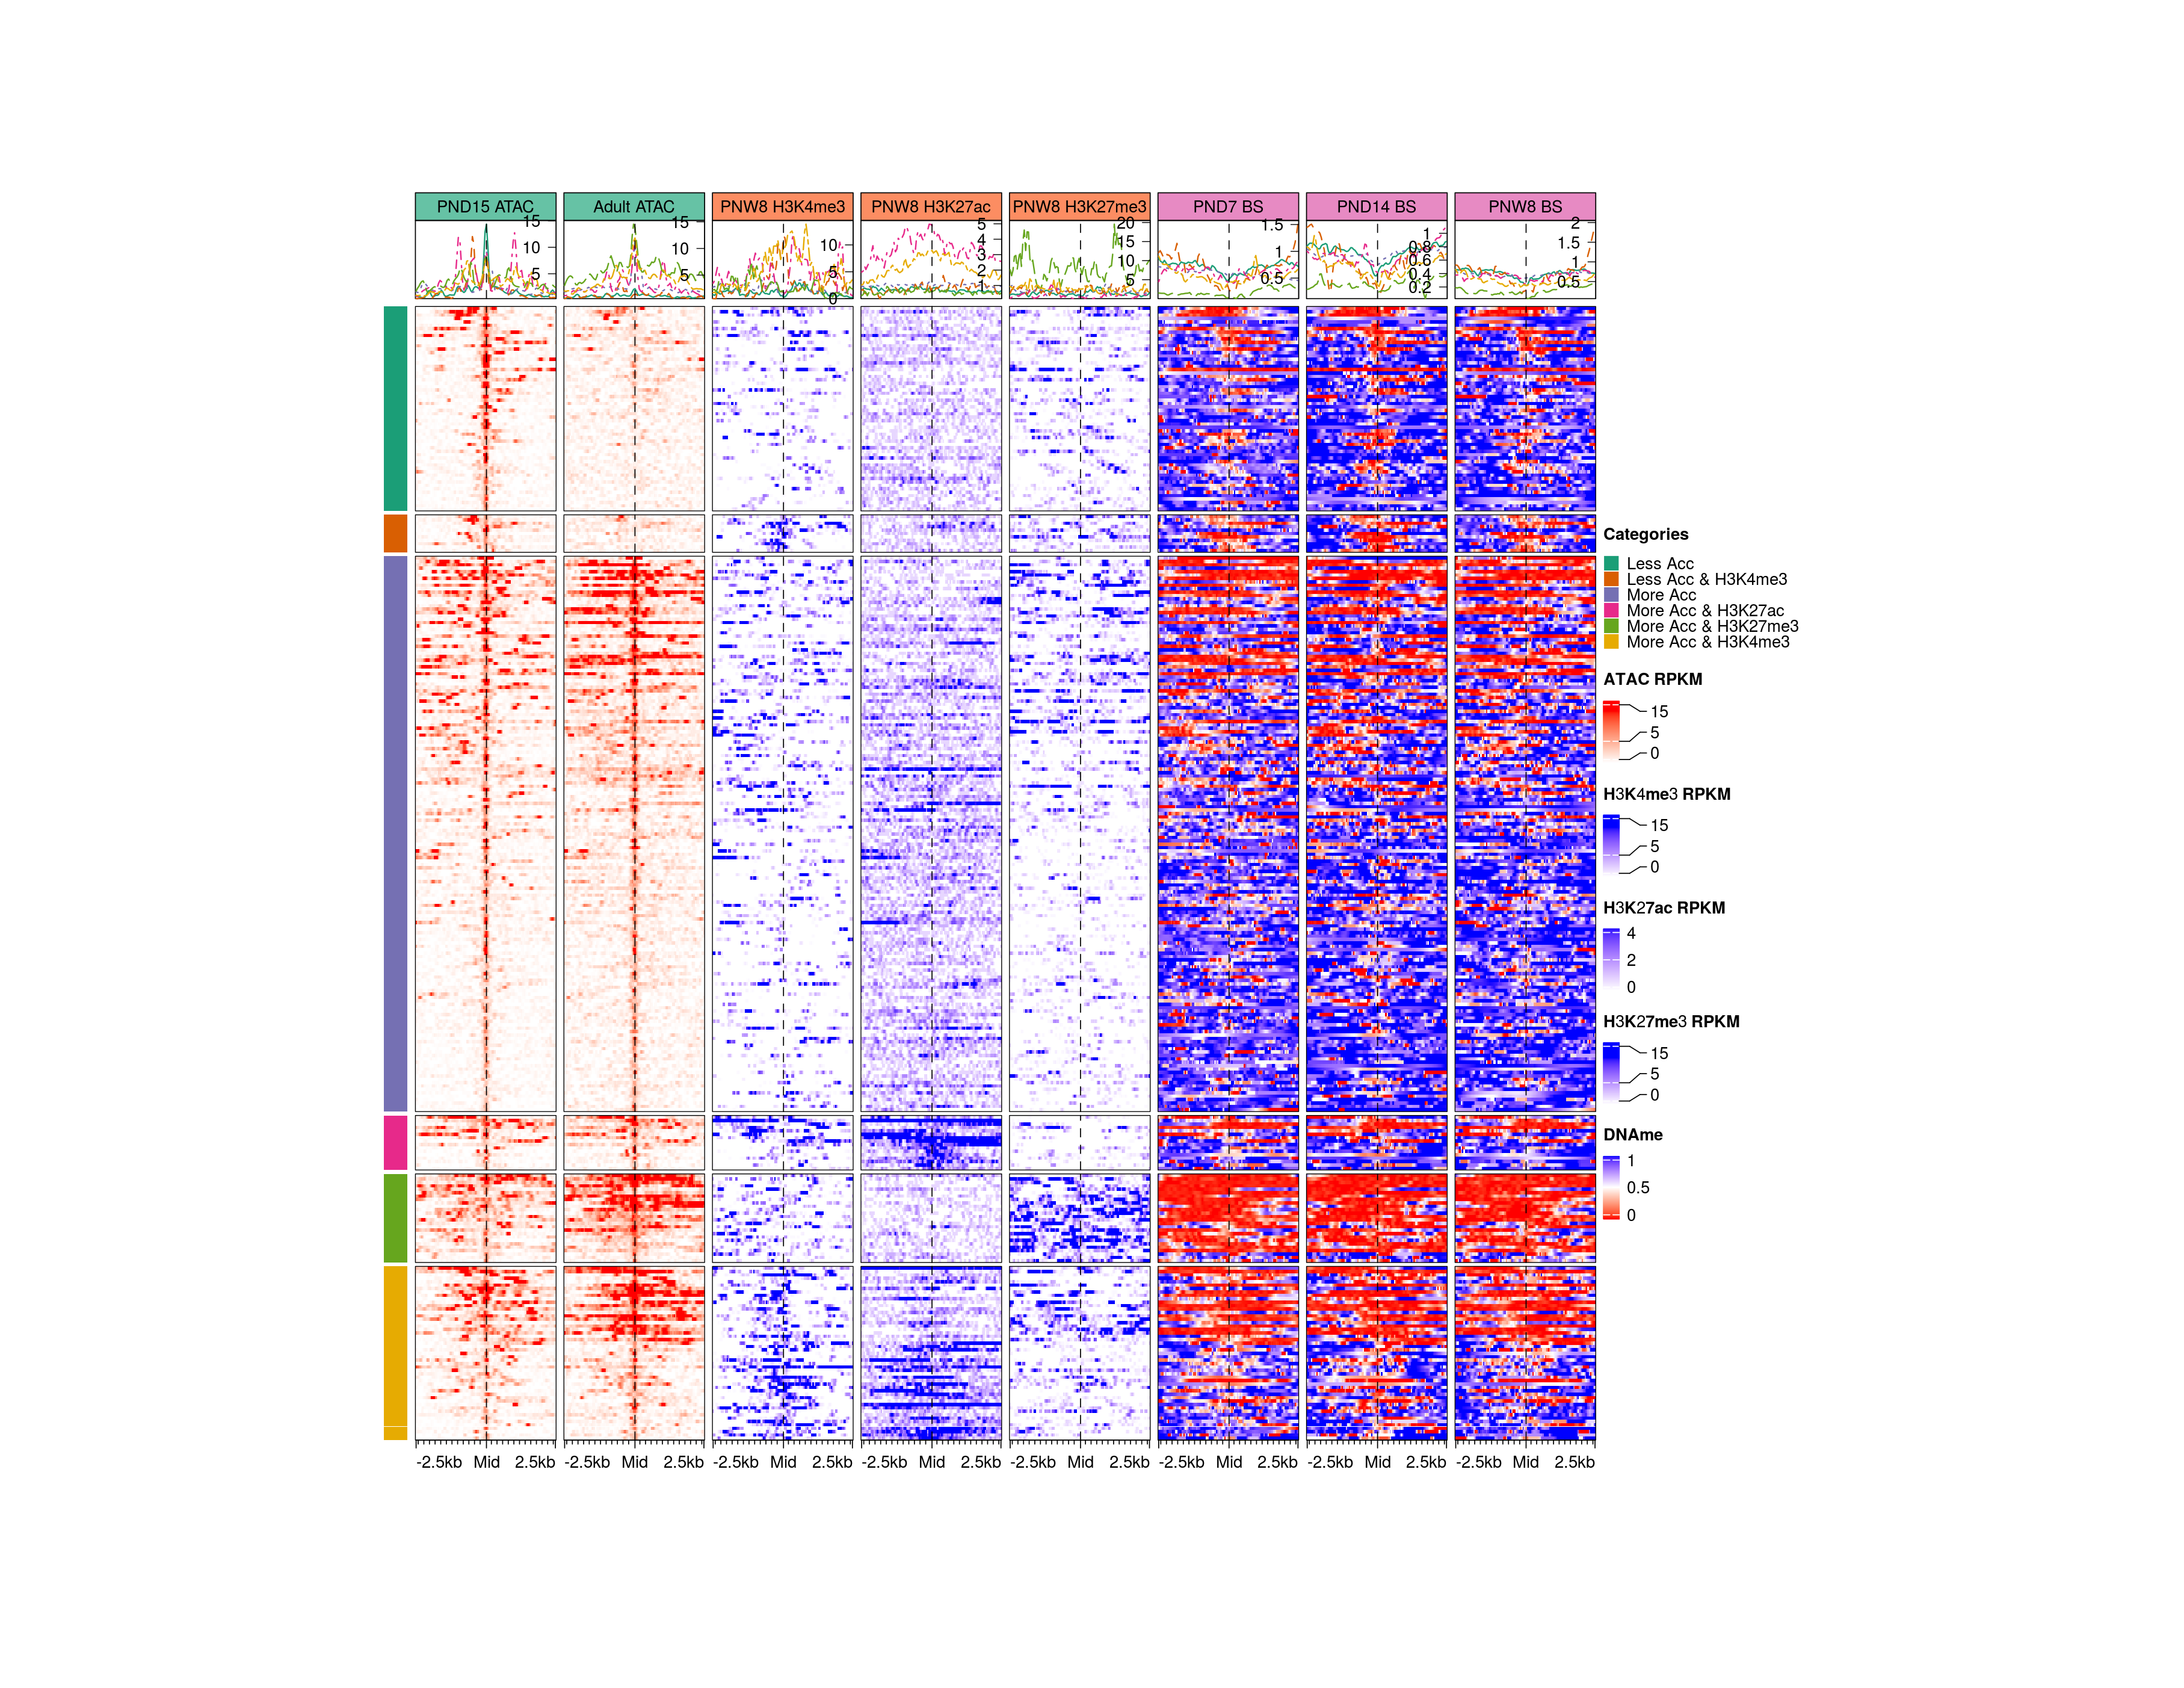 PND15 ATAC Adult ATAC PNW8 H3K4me3 PNW8 H3K27ac PNW8 H3K27me3 PND7 BS PND14 BS PNW8 BS
15 10 5
15 10 5
10 5 0
5 4 3 2 1
20 15 10 5
1.5 1 0.5
1 0.8 0.6 0.4 0.2
2 1.5 1 0.5
-2.5kb Mid 2.5kb -2.5kb Mid 2.5kb -2.5kb Mid 2.5kb -2.5kb Mid 2.5kb -2.5kb Mid 2.5kb -2.5kb Mid 2.5kb -2.5kb Mid 2.5kb -2.5kb Mid 2.5kb
Categories
Less Acc
Less Acc & H3K4me3
More Acc
More Acc & H3K27ac
More Acc & H3K27me3
More Acc & H3K4me3
ATAC RPKM
15
5
0
H3K4me3 RPKM
15
5
0
H3K27ac RPKM
4
2
0
H3K27me3 RPKM
15
5
0
DNAme
1
0.5
0